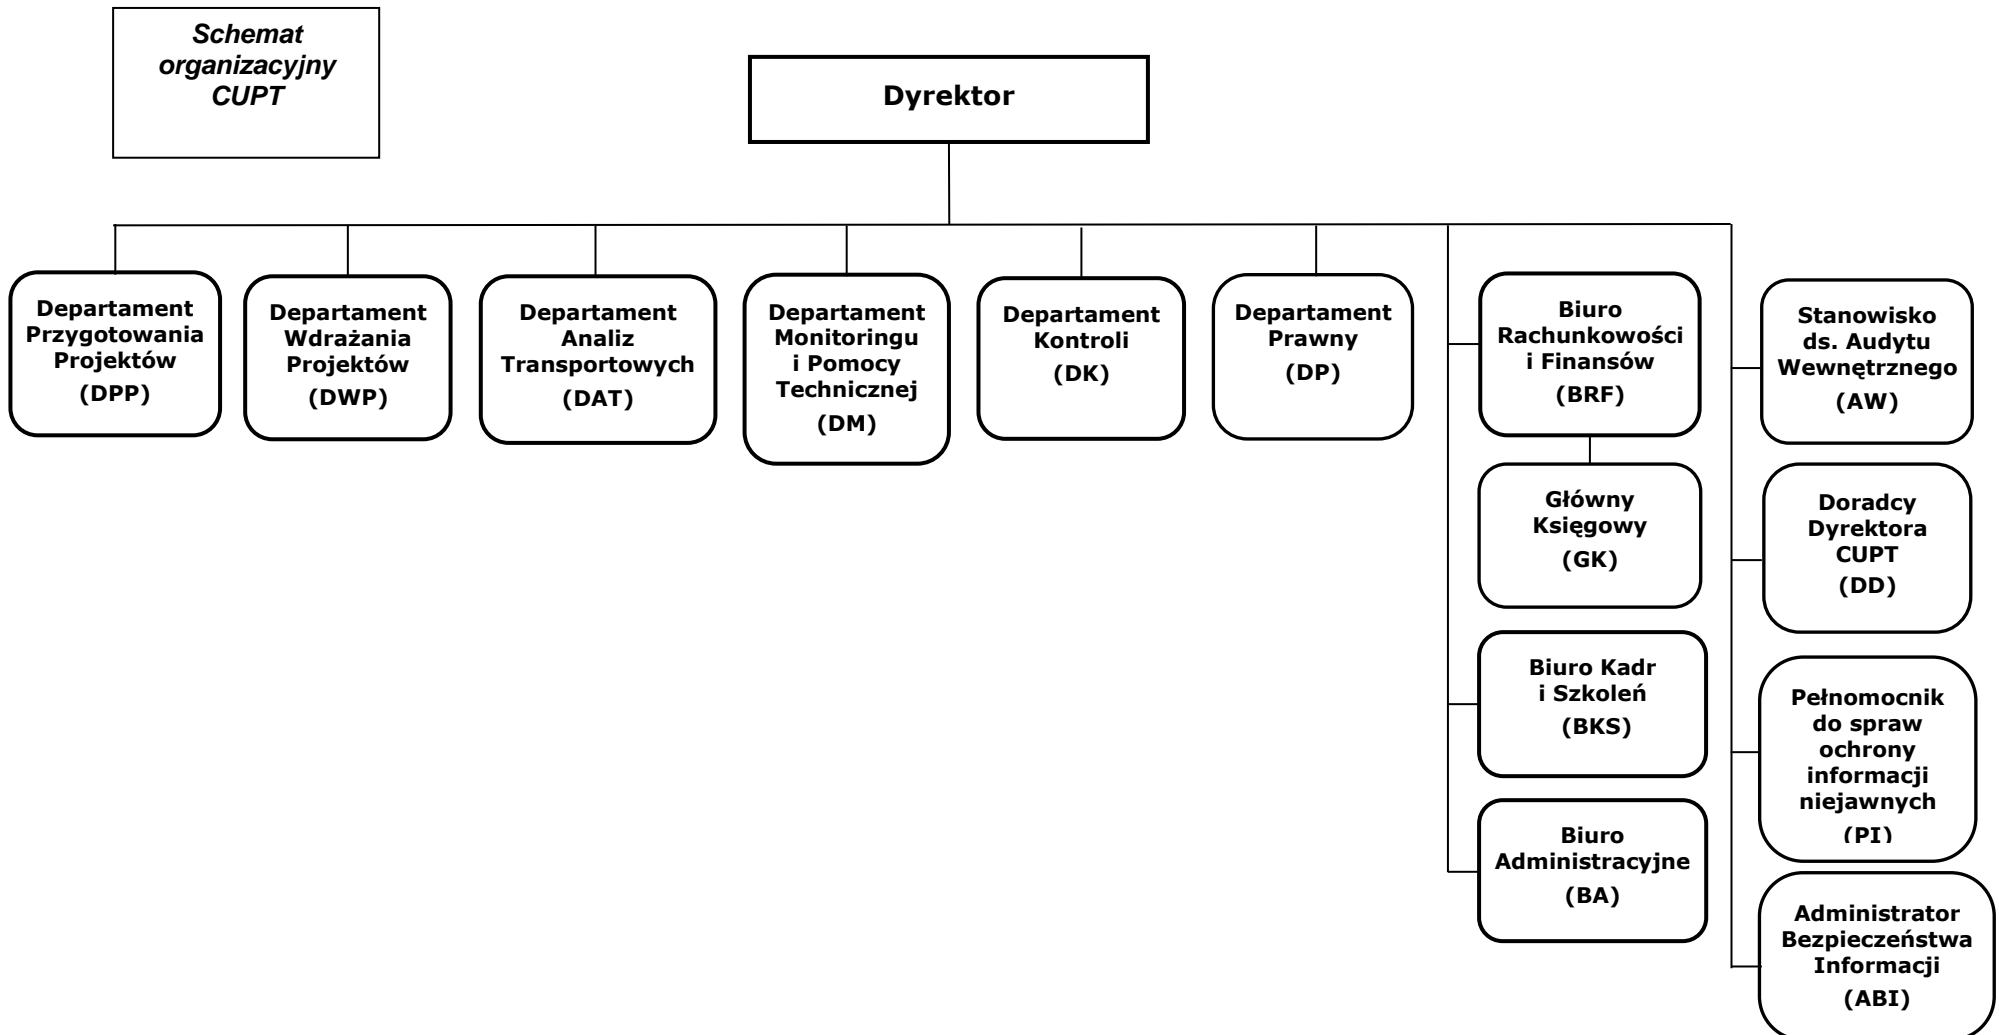 Schemat
organizacyjny
CUPT
Dyrektor
Departament
Przygotowania
Projektów
(DPP)
Departament
Wdrażania
Projektów
(DWP)
Departament
Analiz
Transportowych
(DAT)
Departament
Monitoringu
i Pomocy
Technicznej
(DM)
Departament
Kontroli
(DK)
Departament
Prawny
(DP)
Biuro
Rachunkowości
i Finansów
(BRF)
Główny
Księgowy
(GK)
Biuro Kadr
i Szkoleń
(BKS)
Biuro
Administracyjne
(BA)
Stanowisko
ds. Audytu
Wewnętrznego
(AW)
Doradcy
Dyrektora
CUPT
(DD)
Pełnomocnik
do spraw
ochrony
informacji
niejawnych
(PI)
Administrator
Bezpieczeństwa
Informacji
(ABI)